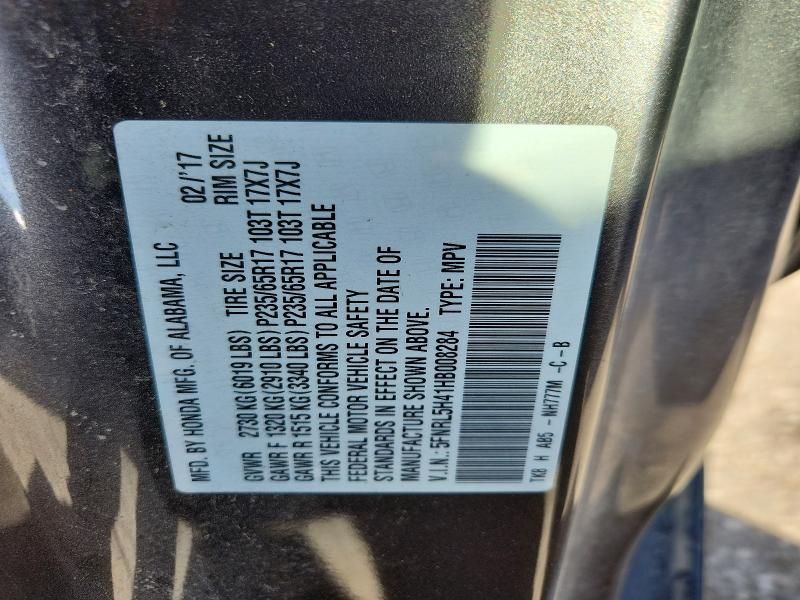 MFD. BY HONDA MFG. OF ALABAMA, LLC 02/'17
GVWR 2730 KG (6019 LBS) TIRE SIZE RIM SIZE
GAWR F 1320 KG (2910 LBS) P235/65R17 103T 17X7J
GAWR R 1515 KG (3340 LBS) P235/65R17 103T 17X7J
THIS VEHICLE CONFORMS TO ALL APPLICABLE
FEDERAL MOTOR VEHICLE SAFETY
STANDARDS IN EFFECT ON THE DATE OF
MANUFACTURE SHOWN ABOVE.
V.I.N.: 5FNRL5H41HB008284 TYPE: MPV
TK8 H AB5 - NH777M -C -B